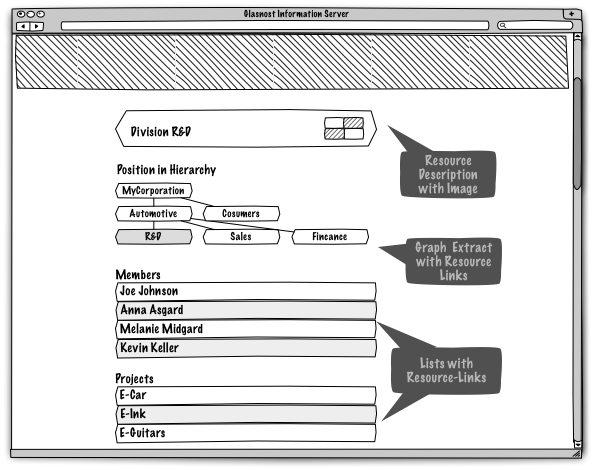 Glasnost Information Server
Division R&D
Resource
Description
with Image
Position in Hierarchy
MyCorporation
Automotive
Cosumers
R&D
Sales
Fincance
Graph Extract
with Resource
Links
Members
Joe Johnson
Anna Asgard
Melanie Midgard
Kevin Keller
Lists with
Resource-Links
Projects
E-Car
E-Ink
E-Guitars